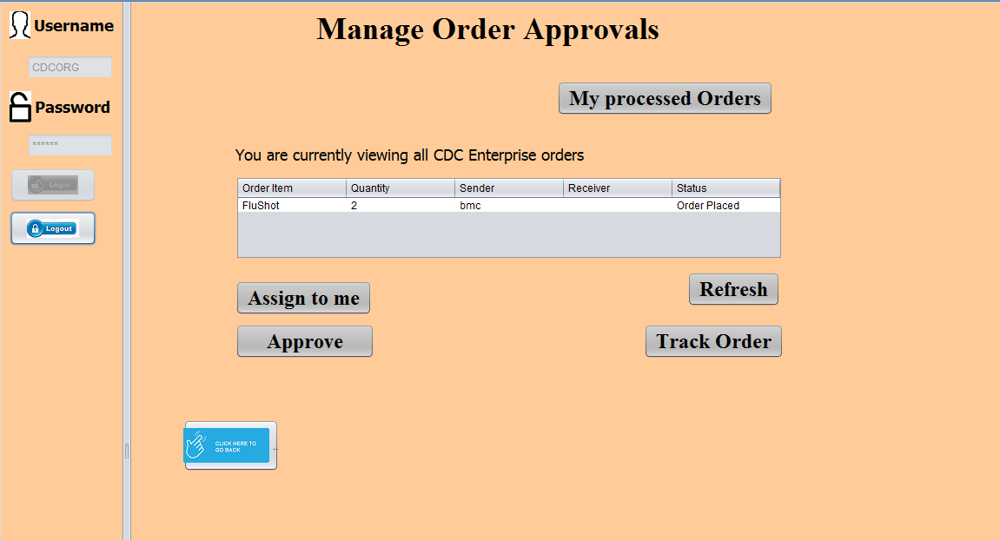 Username
CDCORG
Password
******
Login
Logout
Manage Order Approvals
My processed Orders
You are currently viewing all CDC Enterprise orders
Order Item Quantity Sender Receiver Status
FluShot 2 bmc Order Placed
Assign to me
Refresh
Approve
Track Order
CLICK HERE TO
GO BACK
..